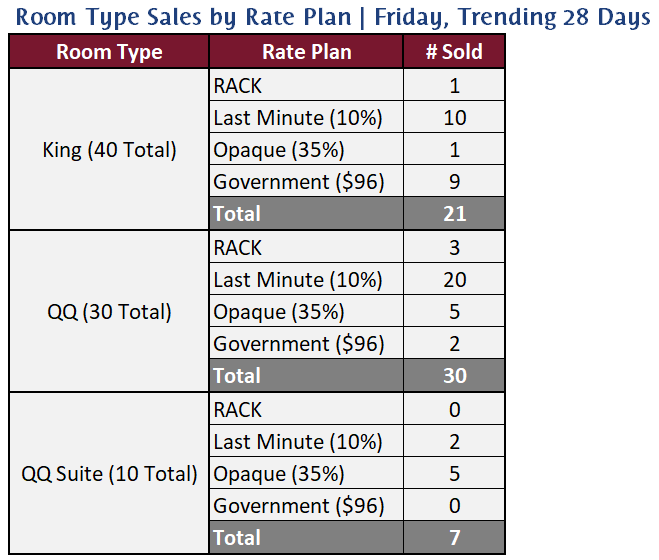 Room Type Sales by Rate Plan | Friday, Trending 28 Days
Room Type Rate Plan # Sold
King (40 Total)
RACK 1
Last Minute (10%) 10
Opaque (35%) 1
Government ($96) 9
Total 21
QQ (30 Total)
RACK 3
Last Minute (10%) 20
Opaque (35%) 5
Government ($96) 2
Total 30
QQ Suite (10 Total)
RACK 0
Last Minute (10%) 2
Opaque (35%) 5
Government ($96) 0
Total 7